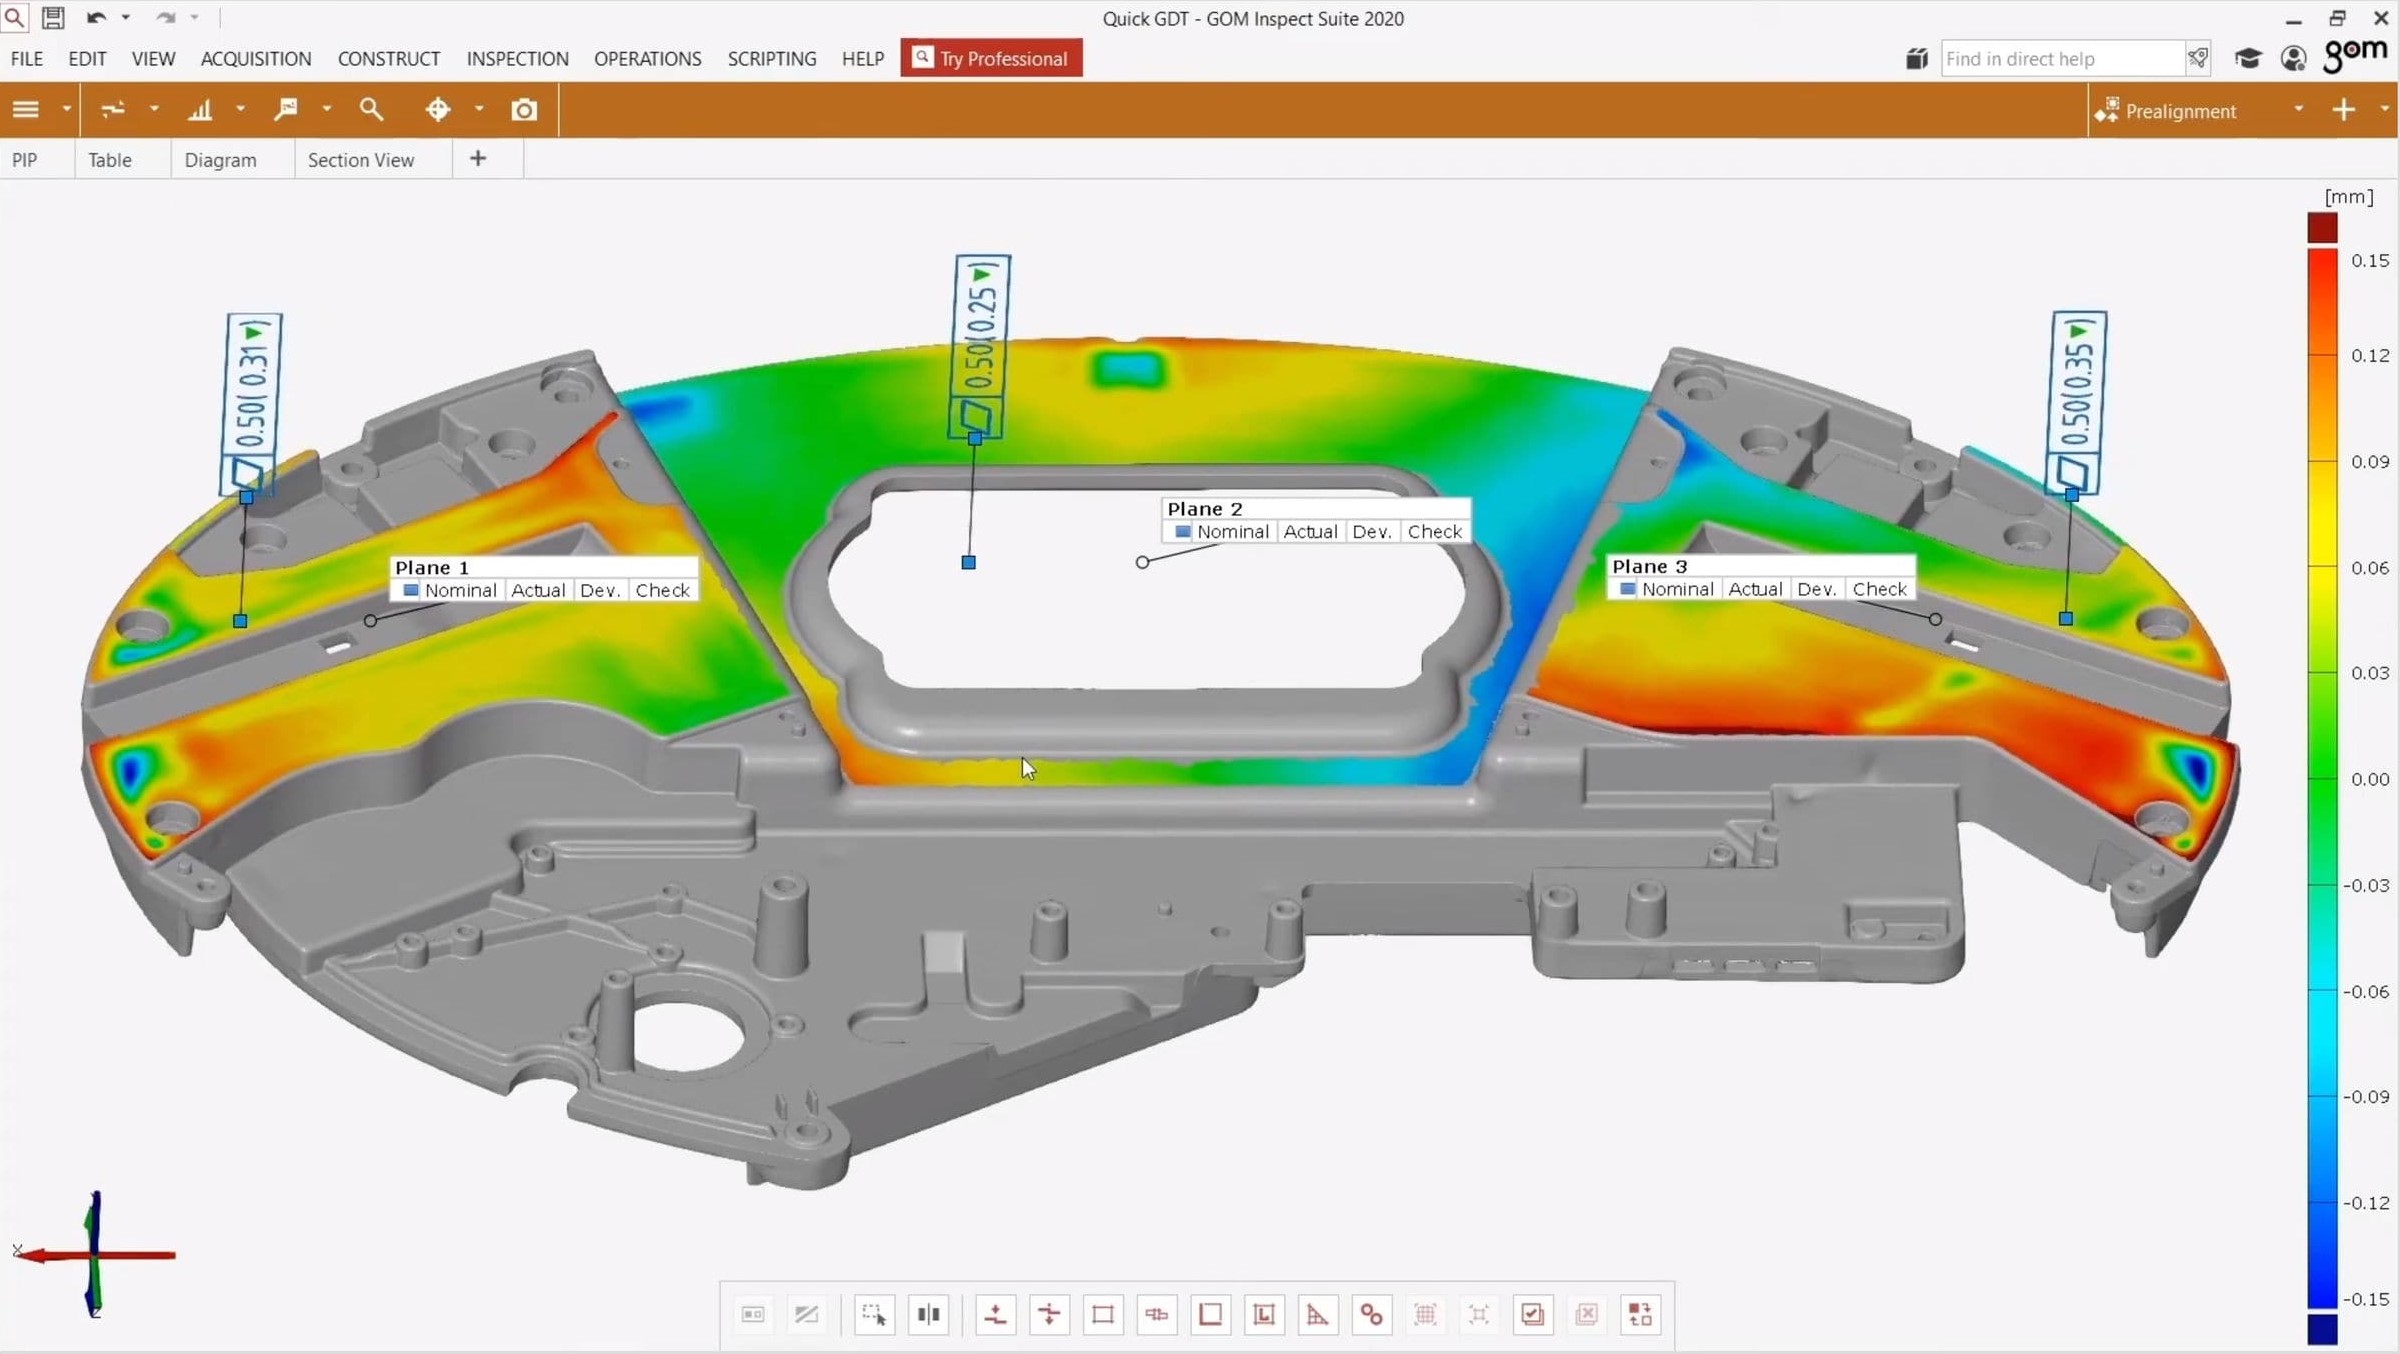 Quick GDT - GOM Inspect Suite 2020
FILE EDIT VIEW ACQUISITION CONSTRUCT INSPECTION OPERATIONS SCRIPTING HELP Try Professional Find in direct help gom
Prealignment
PIP Table Diagram Section View +
[mm]
0.15
0.12
0.09
0.06
0.03
0.00
-0.03
-0.06
-0.09
-0.12
-0.15
0.50( 0.31 )
0.50(0.25 )
0.50(0.35 )
Plane 1
Nominal Actual Dev. Check
Plane 2
Nominal Actual Dev. Check
Plane 3
Nominal Actual Dev. Check
X
Z